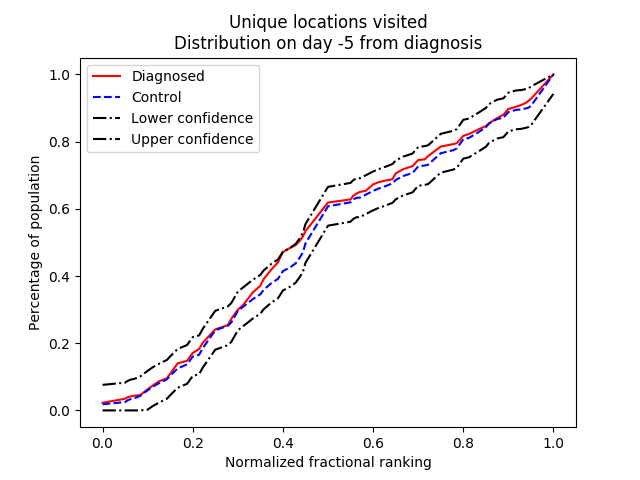 Unique locations visited
Distribution on day -5 from diagnosis
Diagnosed
Control
Lower confidence
Upper confidence
Percentage of population
1.0
0.8
0.6
0.4
0.2
0.0
0.0 0.2 0.4 0.6 0.8 1.0
Normalized fractional ranking